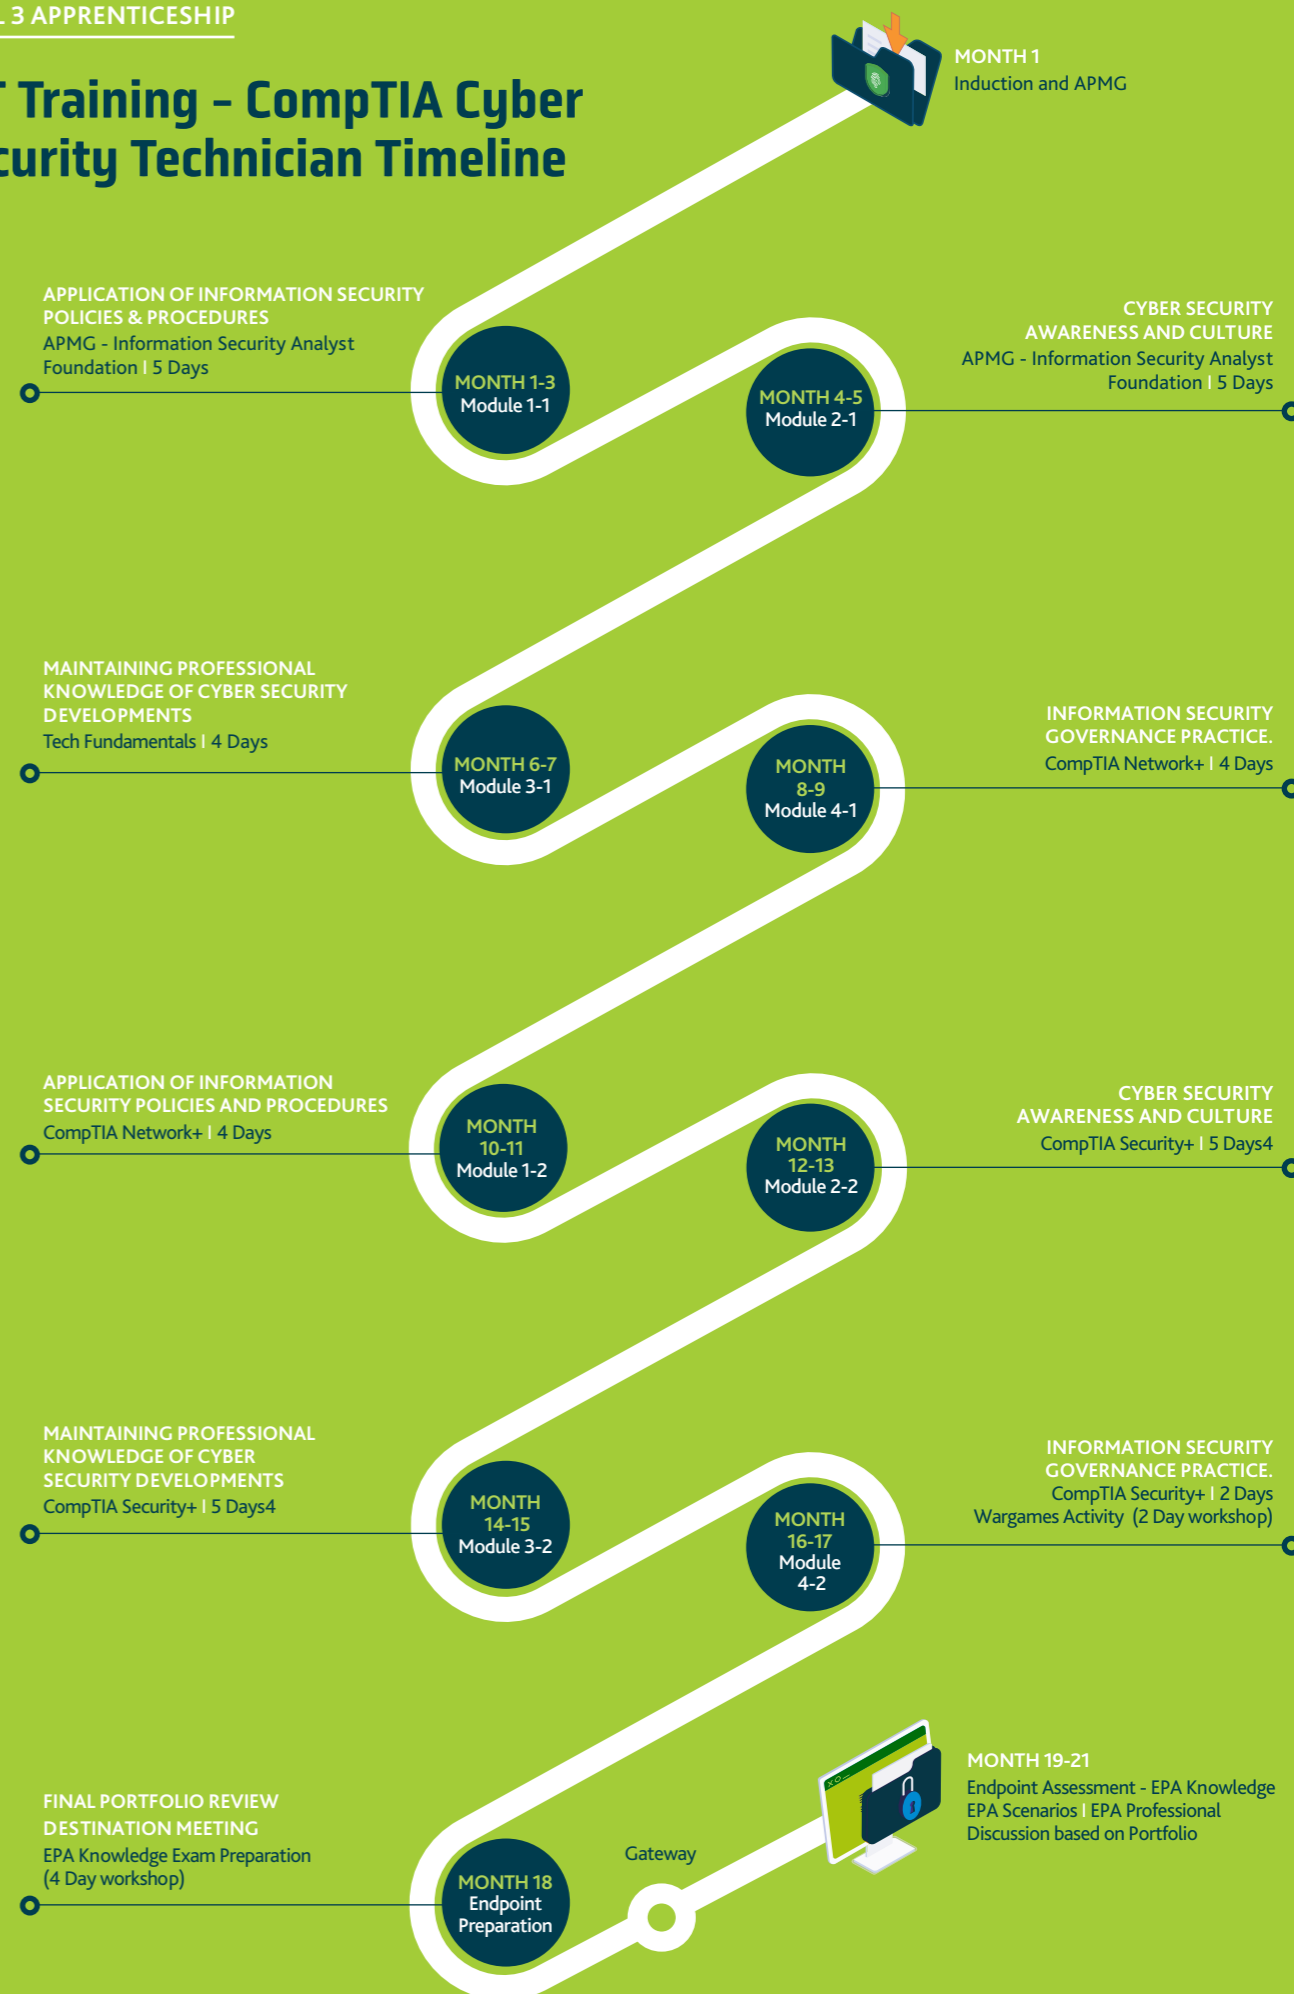 3 APPRENTICESHIP
Training - CompTIA Cyber
Technician Timeline
MONTH 1
Induction and APMG
APPLICATION OF INFORMATION SECURITY
POLICIES & PROCEDURES
APMG - Information Security Analyst
Foundation | 5 Days
MONTH 1-3
Module 1-1
CYBER SECURITY
AWARENESS AND CULTURE
APMG - Information Security Analyst
Foundation | 5 Days
MONTH 4-5
Module 2-1
MAINTAINING PROFESSIONAL
KNOWLEDGE OF CYBER SECURITY
DEVELOPMENTS
Tech Fundamentals | 4 Days
MONTH 6-7
Module 3-1
INFORMATION SECURITY
GOVERNANCE PRACTICE.
CompTIA Network+ | 4 Days
MONTH
8-9
Module 4-1
APPLICATION OF INFORMATION
SECURITY POLICIES AND PROCEDURES
CompTIA Network+ | 4 Days
MONTH
10-11
Module 1-2
CYBER SECURITY
AWARENESS AND CULTURE
CompTIA Security+ | 5 Days4
MONTH
12-13
Module 2-2
MAINTAINING PROFESSIONAL
KNOWLEDGE OF CYBER
SECURITY DEVELOPMENTS
CompTIA Security+ | 5 Days4
MONTH
14-15
Module 3-2
INFORMATION SECURITY
GOVERNANCE PRACTICE.
CompTIA Security+ | 2 Days
Wargames Activity (2 Day workshop)
MONTH
16-17
Module
4-2
FINAL PORTFOLIO REVIEW
DESTINATION MEETING
EPA Knowledge Exam Preparation
(4 Day workshop)
MONTH 18
Endpoint
Preparation
Gateway
MONTH 19-21
Endpoint Assessment - EPA Knowledge
EPA Scenarios | EPA Professional
Discussion based on Portfolio